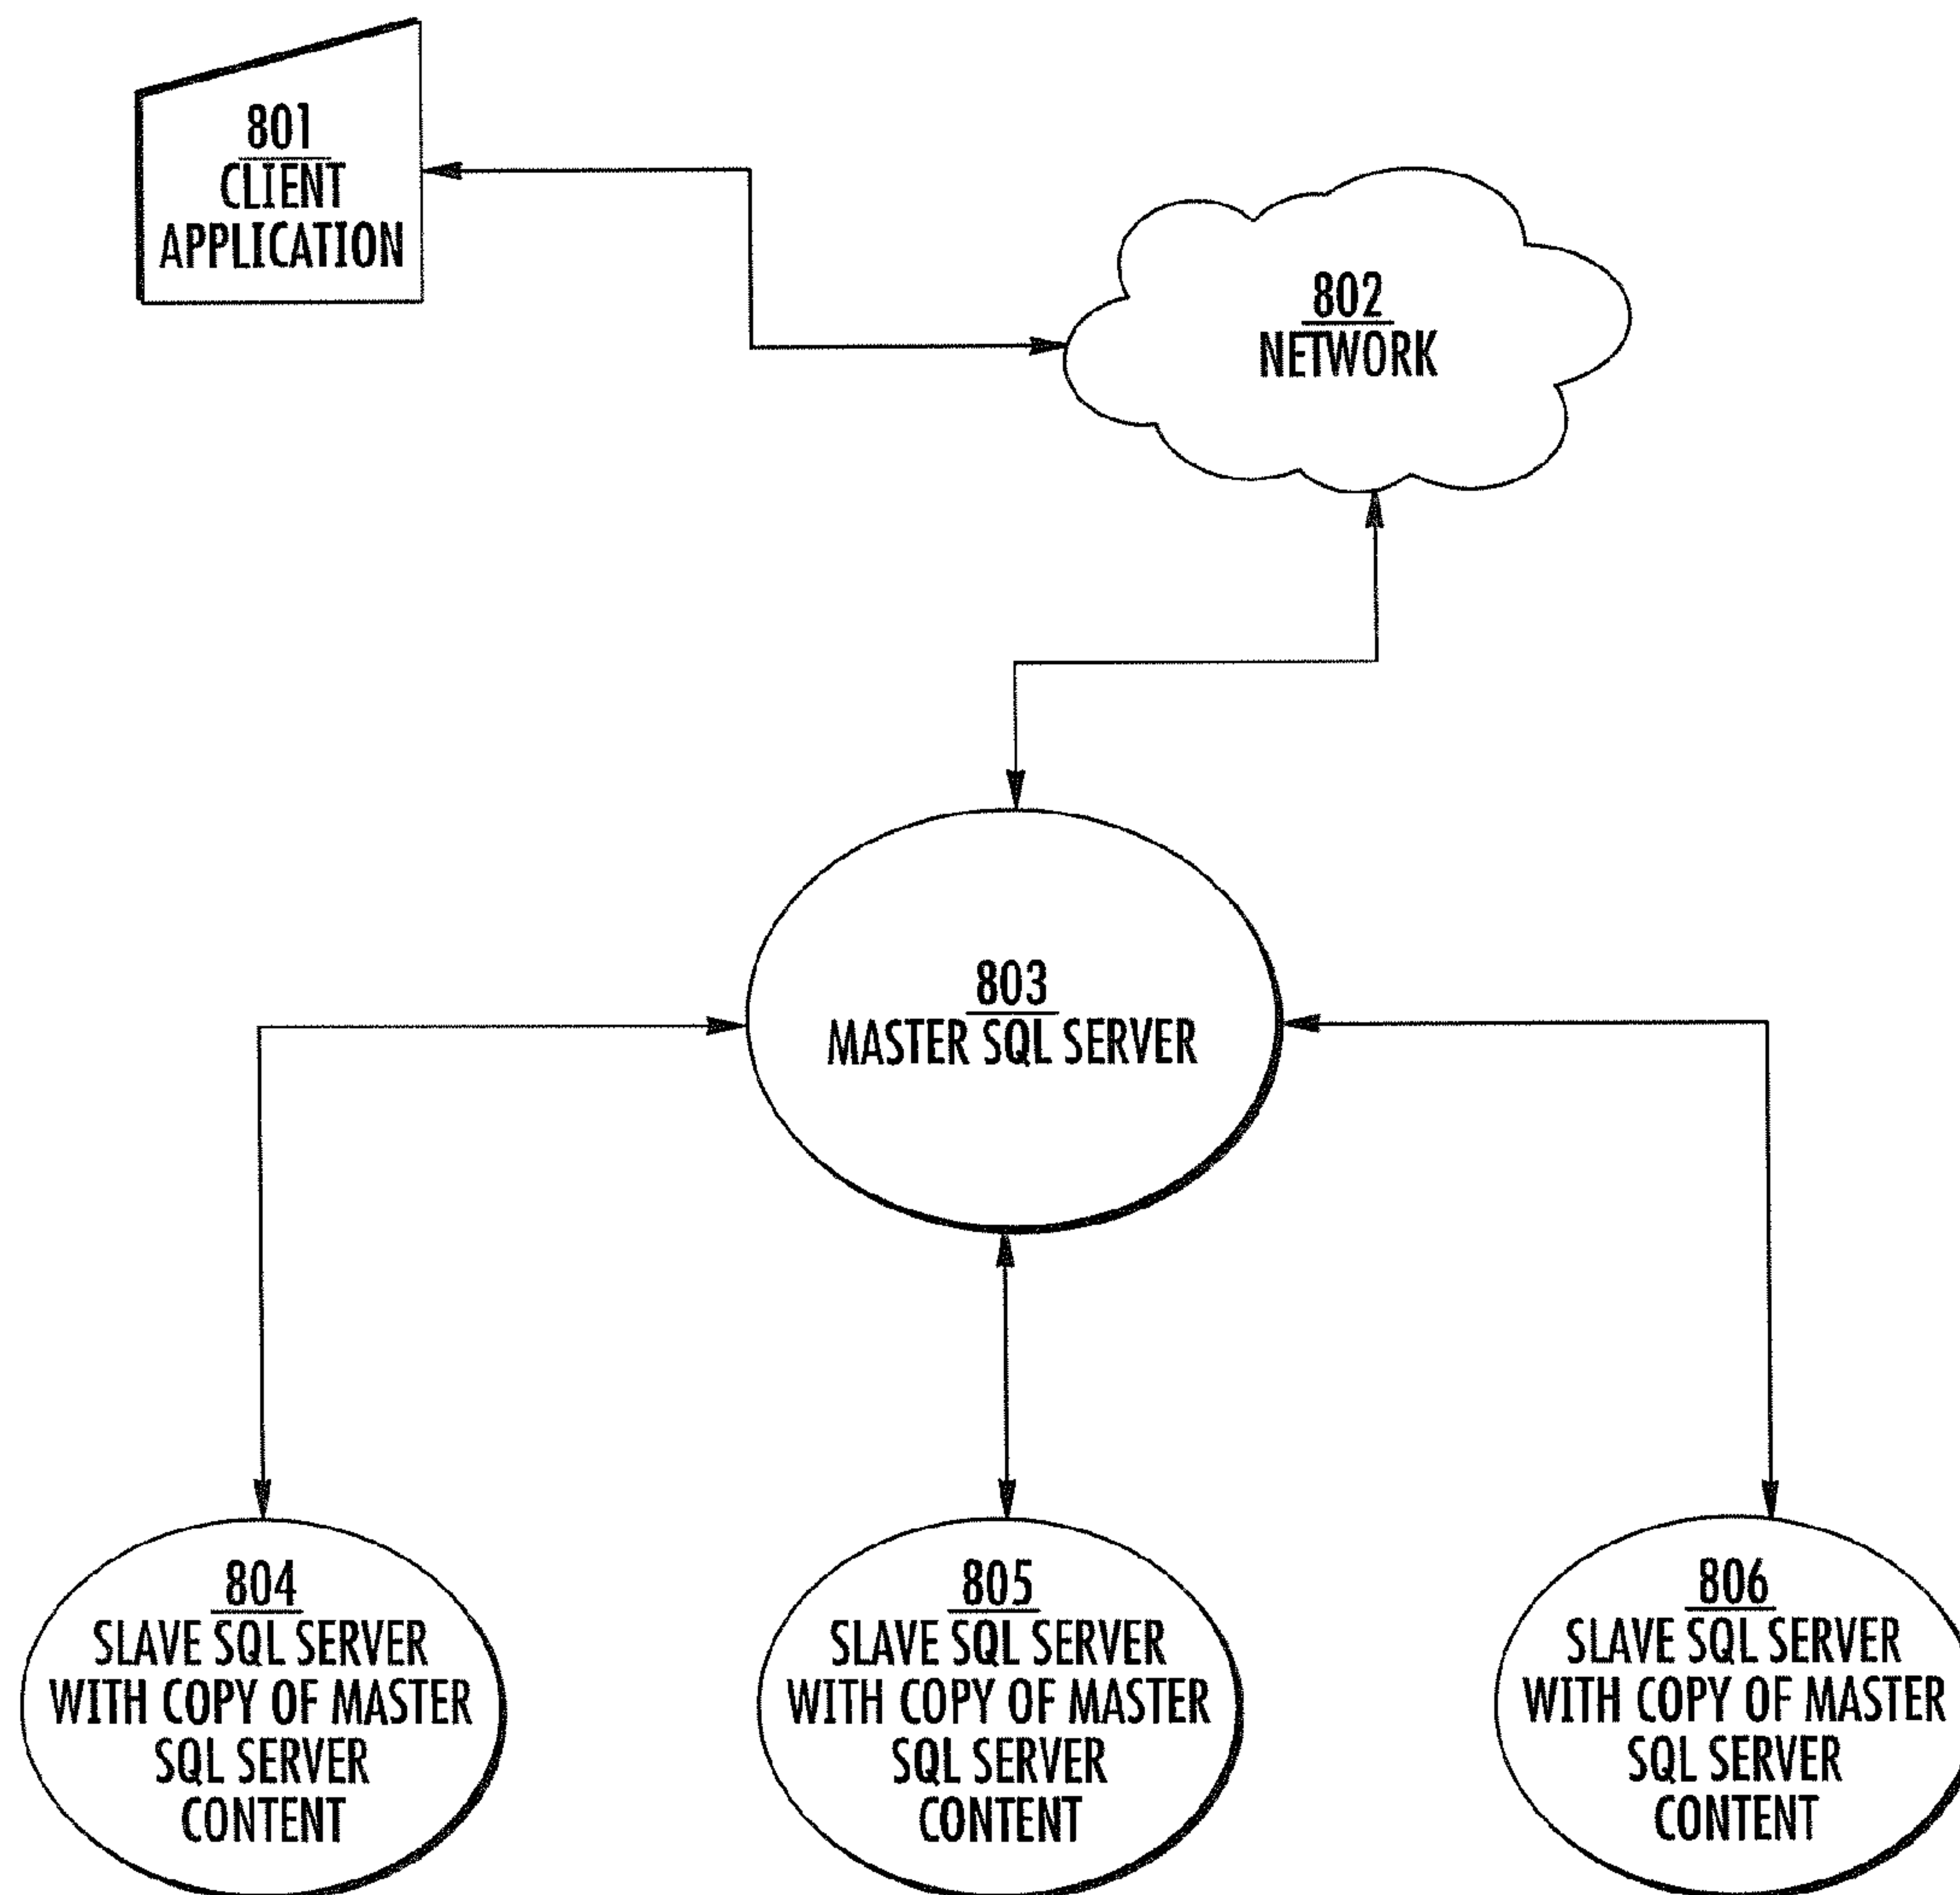 801
CLIENT
APPLICATION
802
NETWORK
803
MASTER SQL SERVER
804
SLAVE SQL SERVER
WITH COPY OF MASTER
SQL SERVER
CONTENT
805
SLAVE SQL SERVER
WITH COPY OF MASTER
SQL SERVER
CONTENT
806
SLAVE SQL SERVER
WITH COPY OF MASTER
SQL SERVER
CONTENT